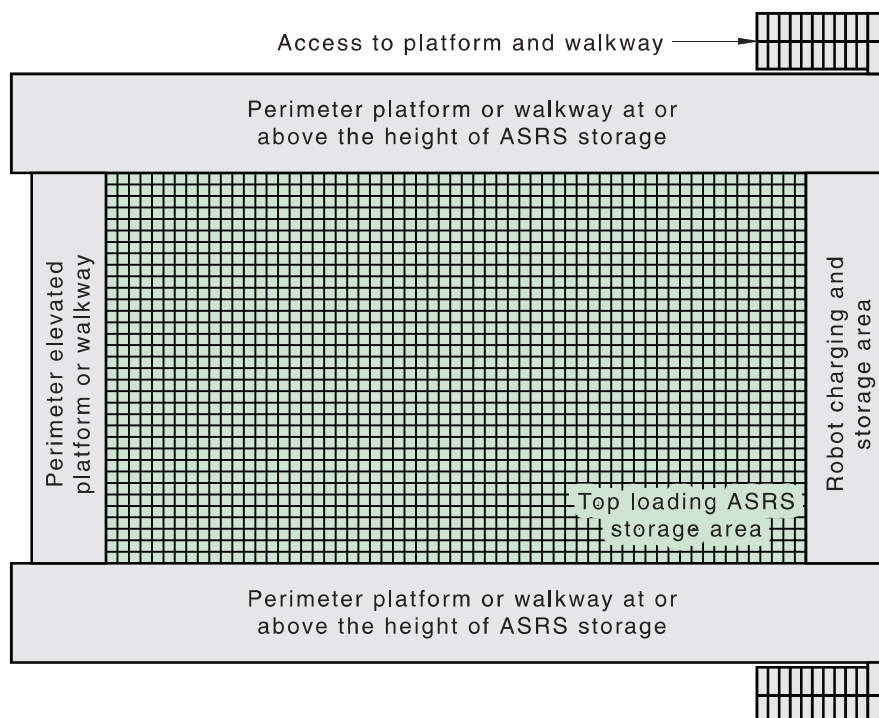 Access to platform and walkway
Perimeter platform or walkway at or
above the height of ASRS storage
Perimeter elevated
platform or walkway
Robot charging and
storage area
Top loading ASRS
storage area
Perimeter platform or walkway at or
above the height of ASRS storage